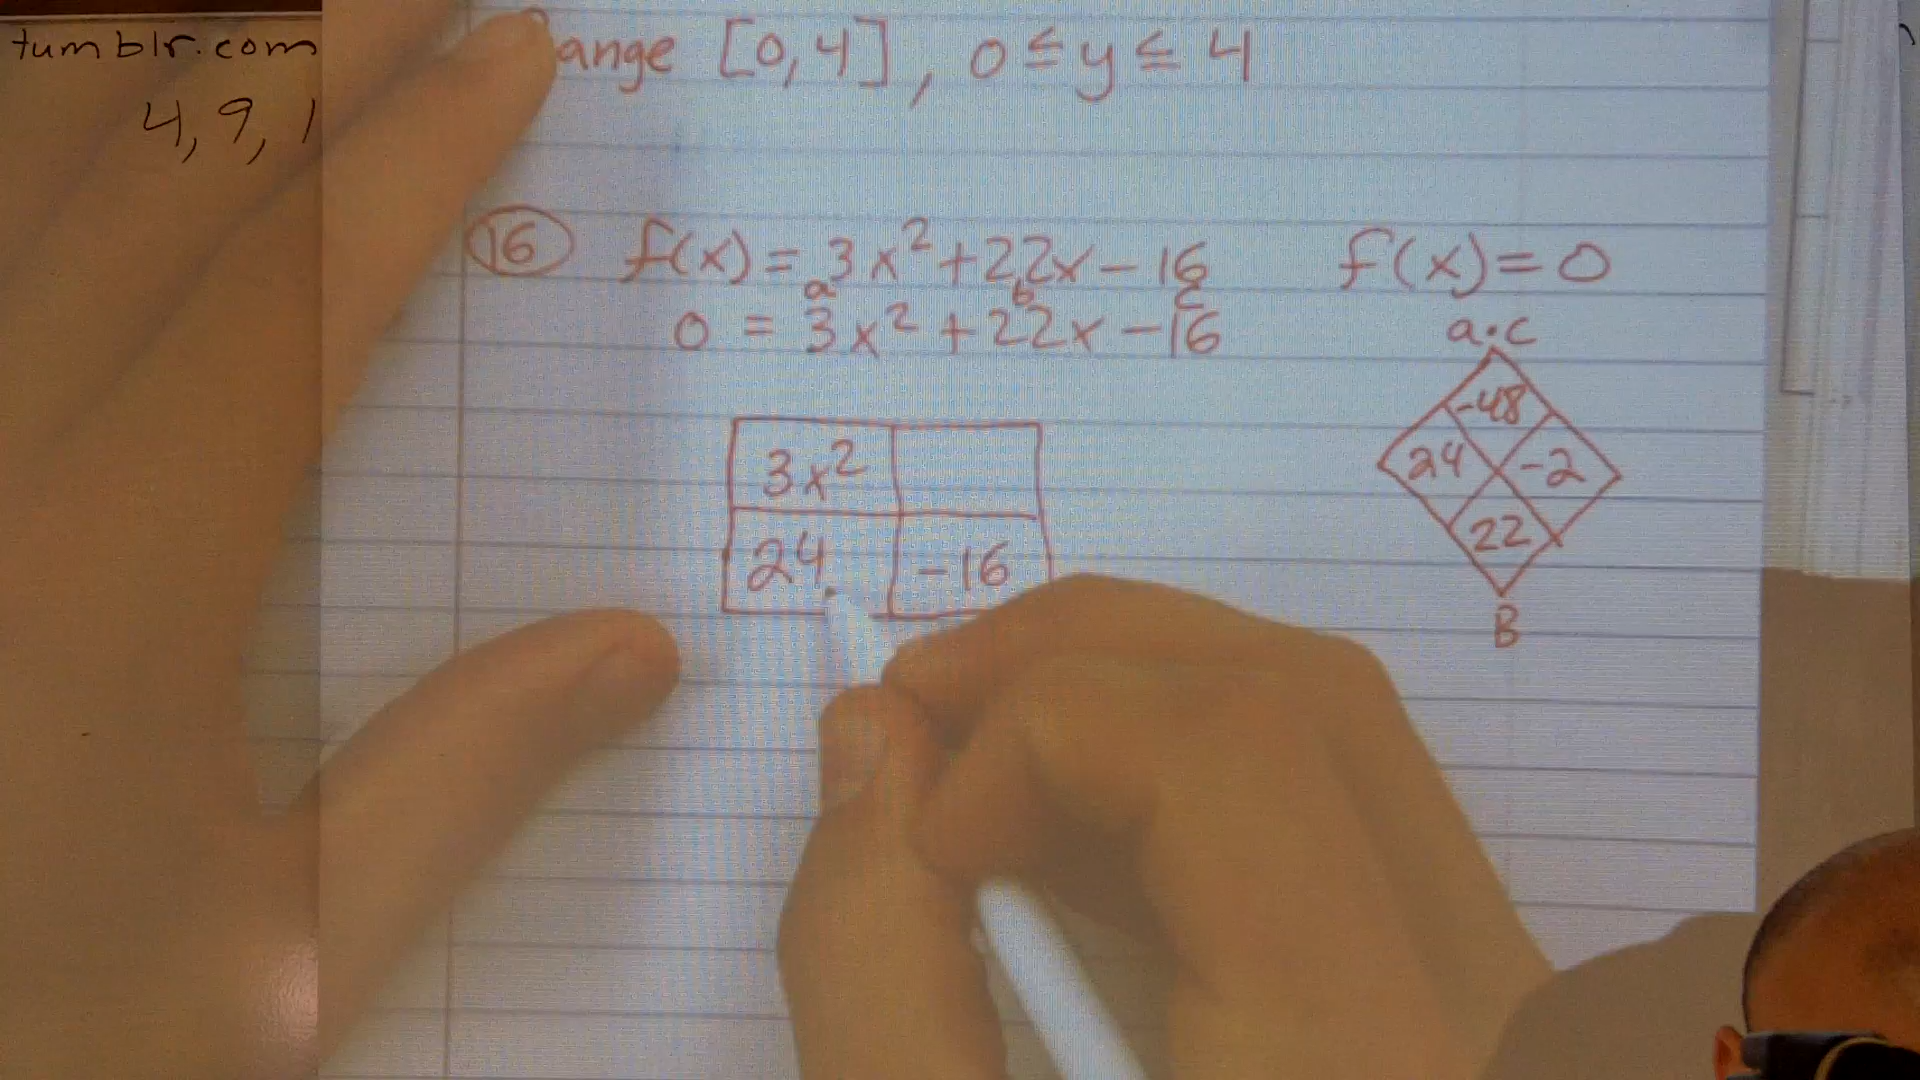 tumblr.com
4, 9, 1
ange [0,4], 0 ≤ y ≤ 4
16 f(x) = 3x² + 22x - 16 f(x) = 0
a b c
0 = 3x² + 22x - 16
a·c
-48
24 -2
22
B
3x²
24 -16